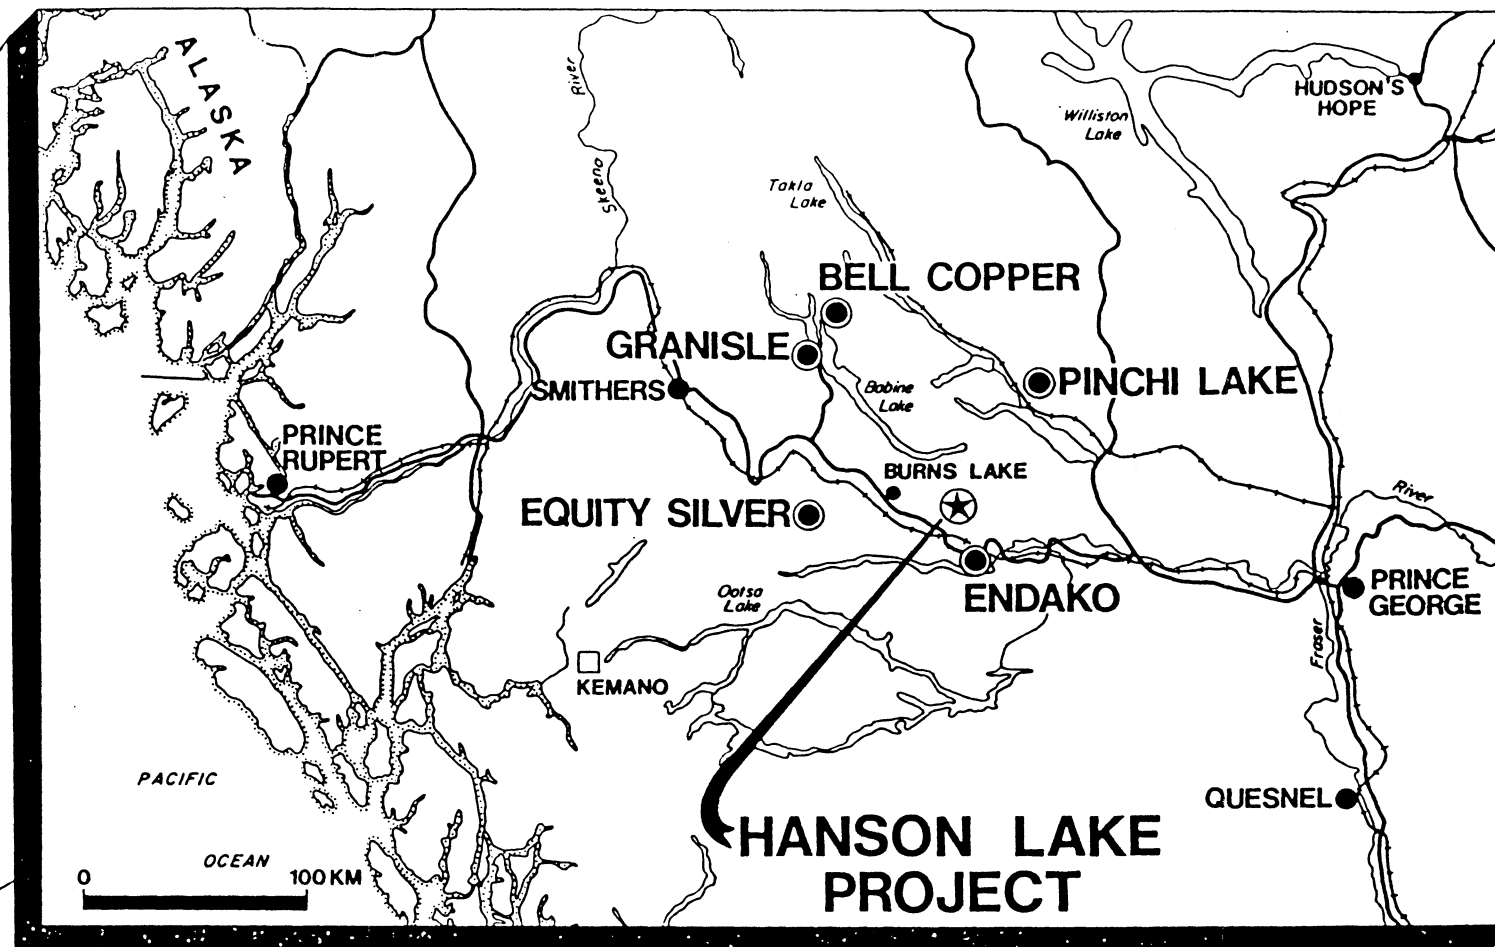 ALASKA
River
Skeena
HUDSON'S
HOPE
Williston
Lake
Takla
Lake
BELL COPPER
GRANISLE
PINCHI LAKE
SMITHERS
Babine
Lake
PRINCE
RUPERT
BURNS LAKE
EQUITY SILVER
River
ENDAKO
PRINCE
GEORGE
Ootsa
Lake
Fraser
KEMANO
PACIFIC
OCEAN
QUESNEL
HANSON LAKE
PROJECT
0 100 KM